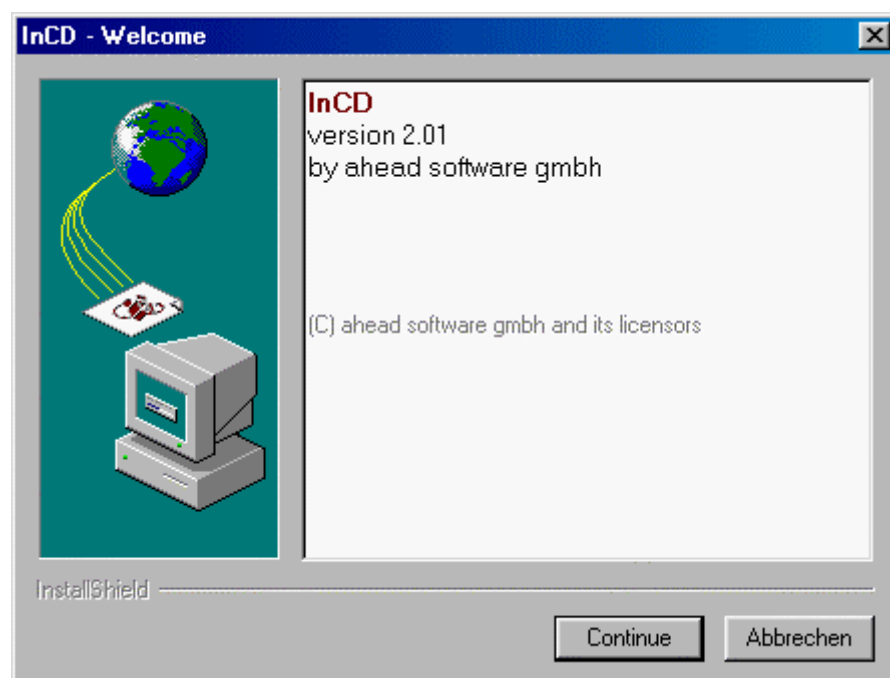 InCD - Welcome
InCD
version 2.01
by ahead software gmbh
(C) ahead software gmbh and its licensors
InstallShield
Continue
Abbrechen